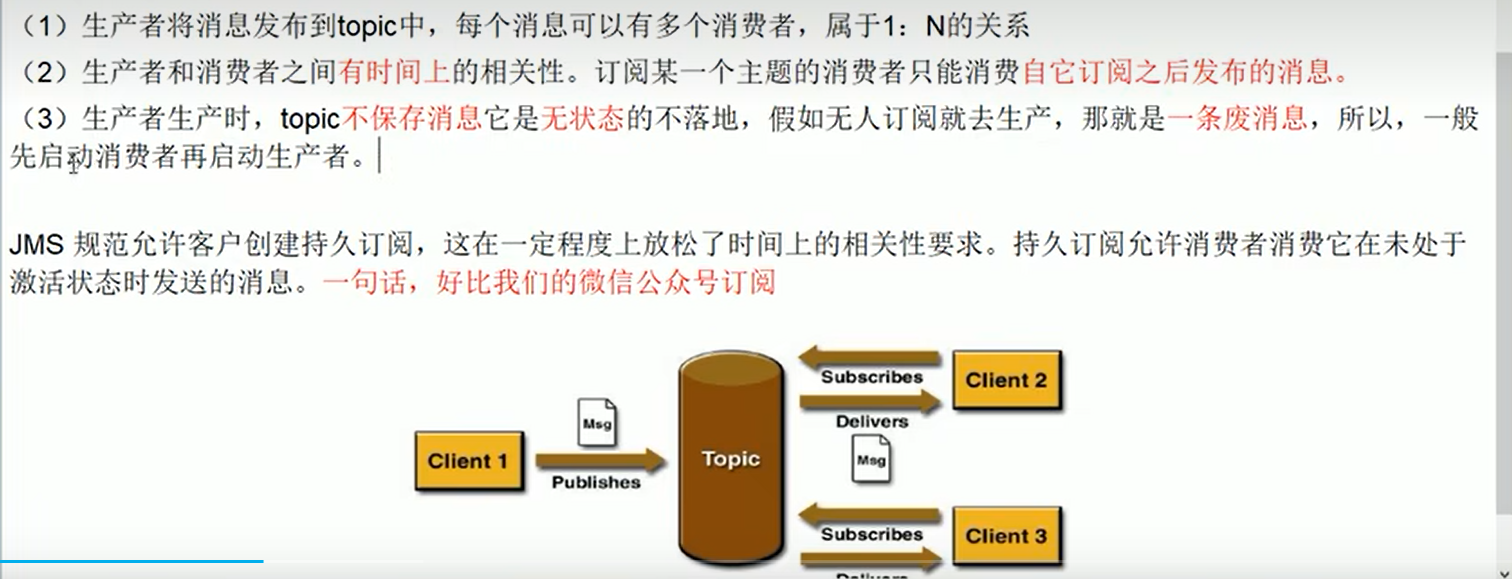 （1）生产者将消息发布到topic中，每个消息可以有多个消费者，属于1：N的关系
（2）生产者和消费者之间有时间上的相关性。订阅某一个主题的消费者只能消费自它订阅之后发布的消息。
（3）生产者生产时，topic不保存消息它是无状态的不落地，假如无人订阅就去生产，那就是一条废消息，所以，一般
先启动消费者再启动生产者。
JMS 规范允许客户创建持久订阅，这在一定程度上放松了时间上的相关性要求。持久订阅允许消费者消费它在未处于
激活状态时发送的消息。一句话，好比我们的微信公众号订阅
Client 1
Msg
Publishes
Topic
Subscribes
Client 2
Delivers
Msg
Subscribes
Client 3